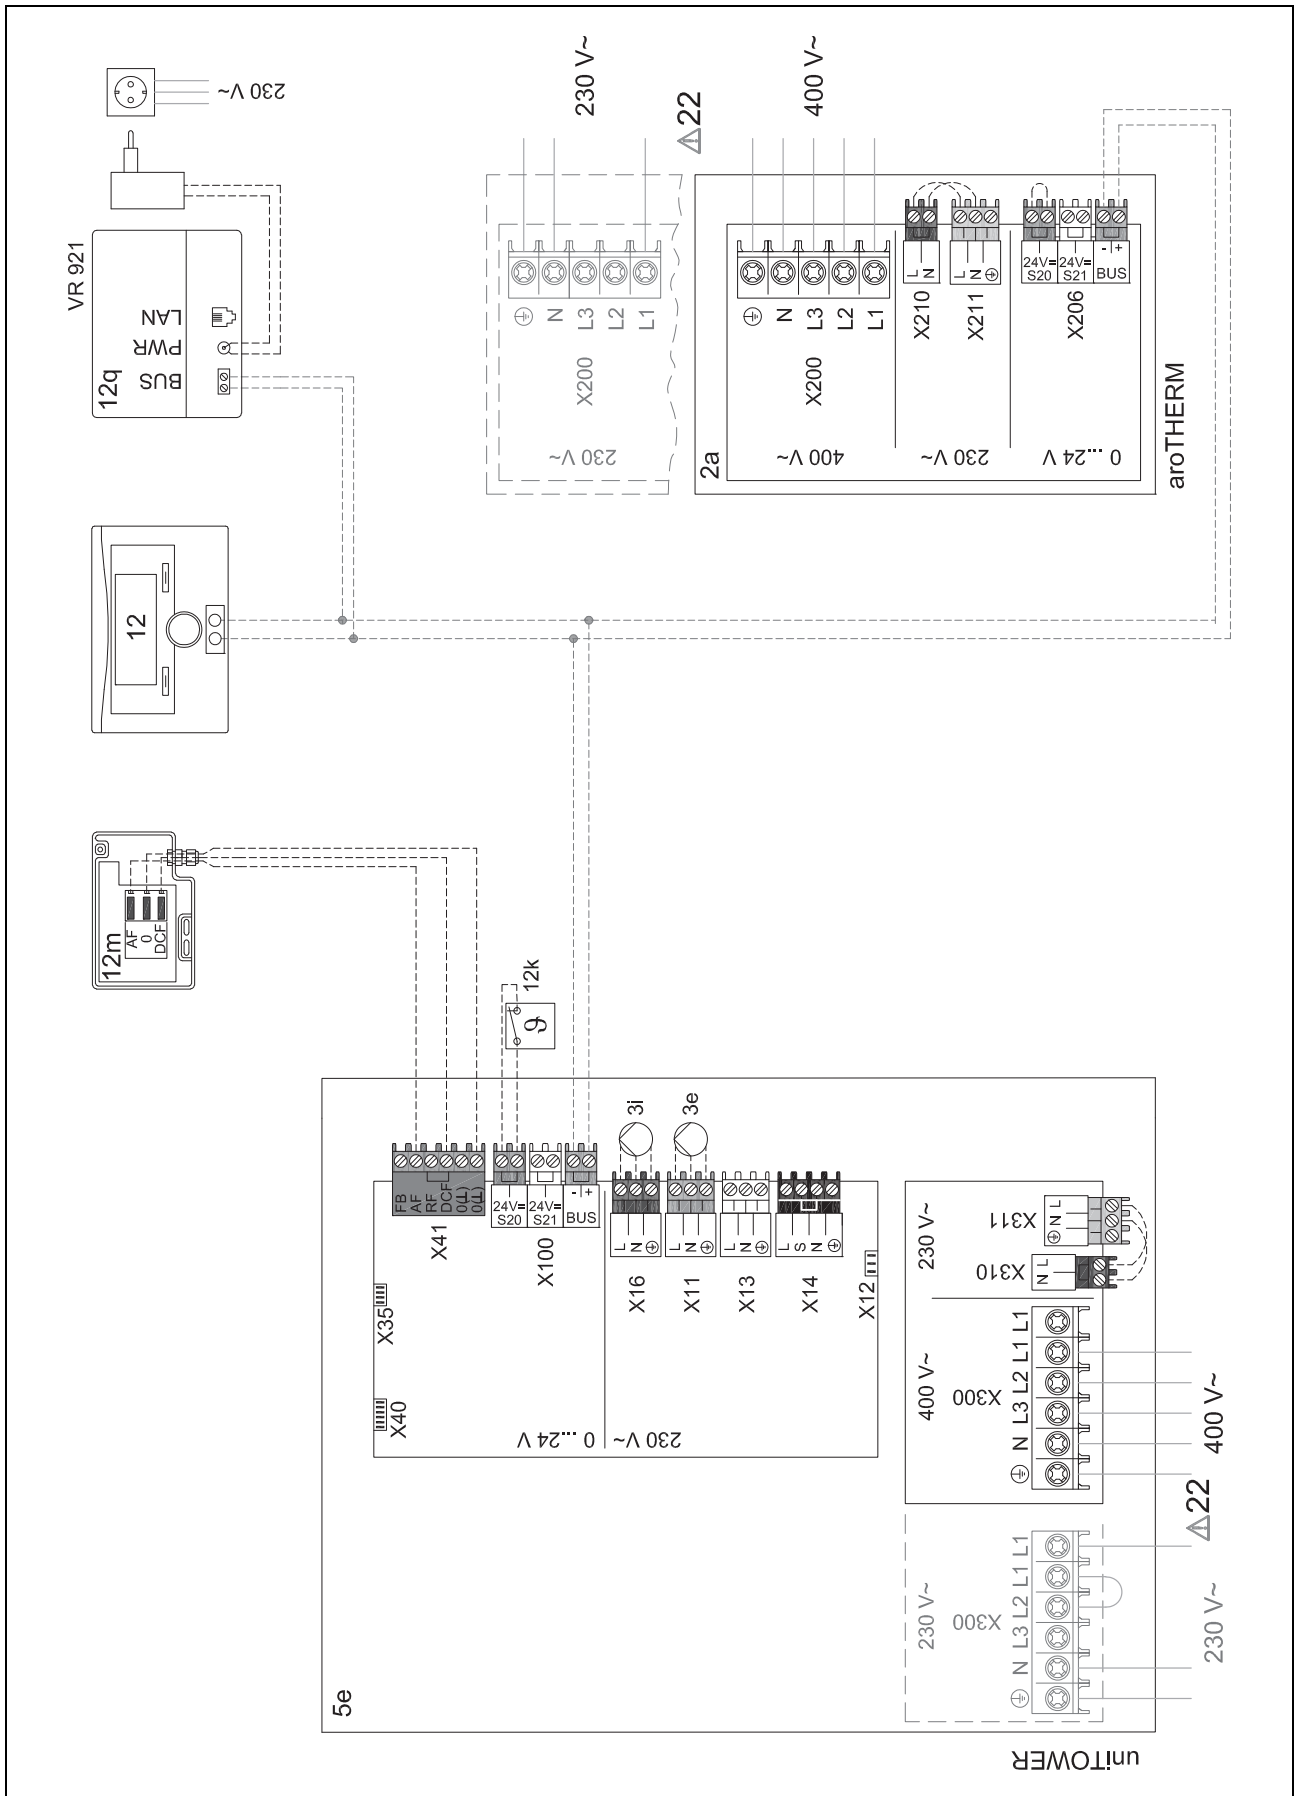 230 V~
VR 921
LAN
PWR
BUS
12q
230 V~
N
L3
L2
L1
X200
230 V~
⚠22
400 V~
2a
N
L3
L2
L1
X200
400 V~
L
N
X210
L
N
X211
230 V~
24V=
S20
24V=
S21
- +
BUS
X206
0...24 V
aroTHERM
12
12m
AF
0
DCF
12k
ϑ
5e
FB
AF
RF
DCF
0(⊥)
0(⊥)
X41
24V=
S20
24V=
S21
- +
BUS
X100
X35
X40
0...24 V
230 V~
3i
L
N
X16
3e
L
N
X11
L
N
X13
L
S
N
X14
X12
230 V~
N L
X311
N L
X310
400 V~
X300
N L3 L2 L1 L1
400 V~
⚠22
230 V~
X300
N L3 L2 L1 L1
230 V~
uniTOWER